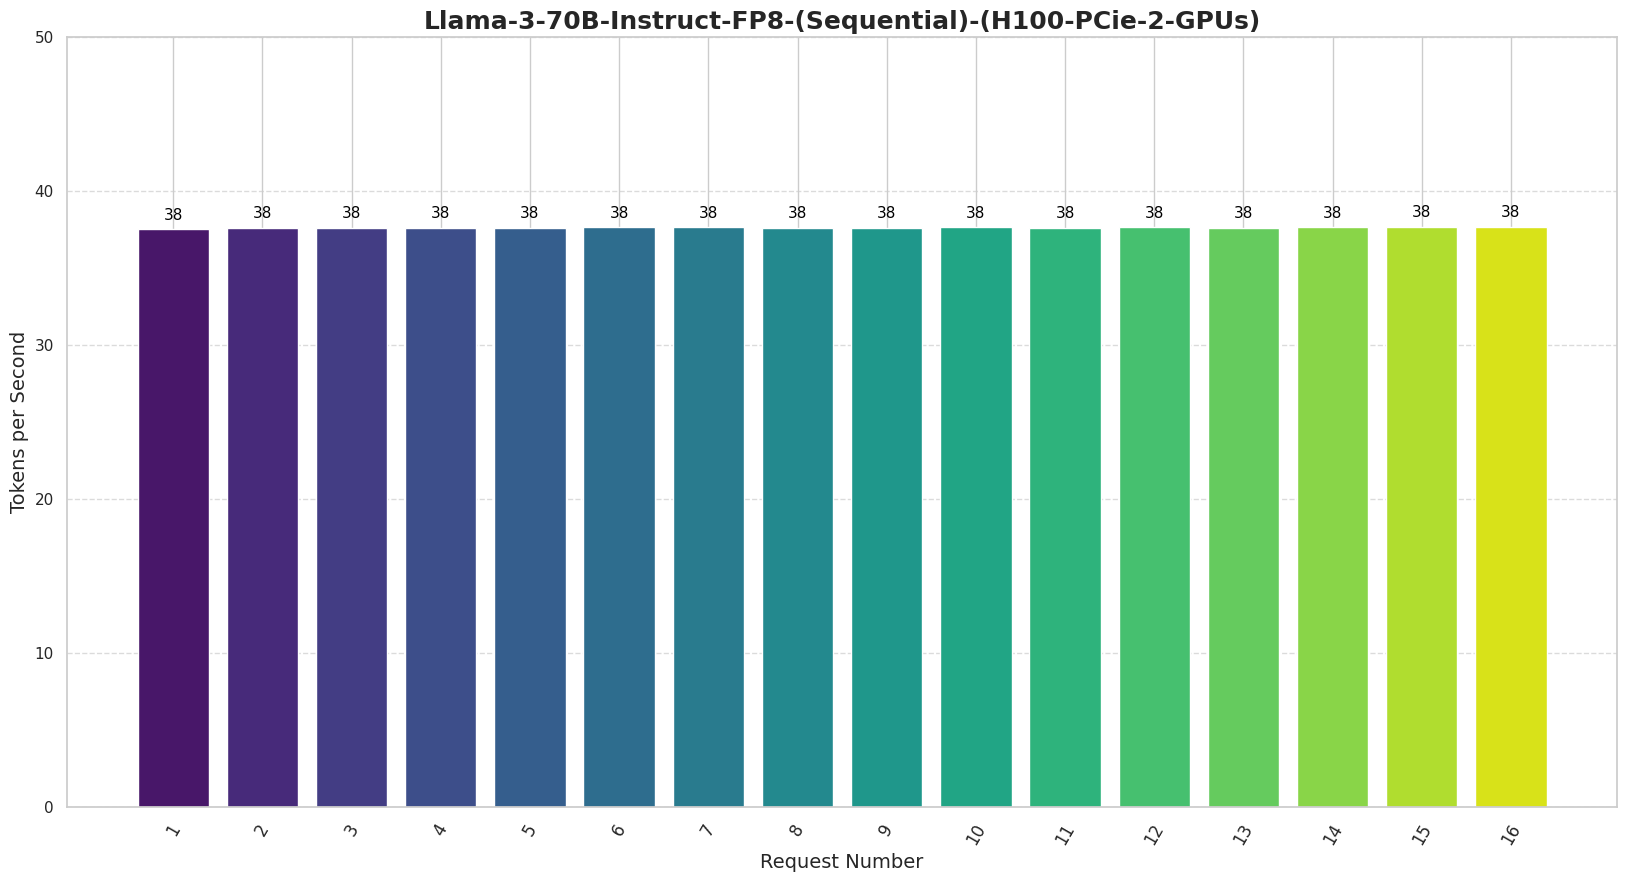 Llama-3-70B-Instruct-FP8-(Sequential)-(H100-PCie-2-GPUs)
50
40
30
20
10
0
Tokens per Second
38 38 38 38 38 38 38 38 38 38 38 38 38 38 38 38
1 2 3 4 5 6 7 8 9 10 11 12 13 14 15 16
Request Number